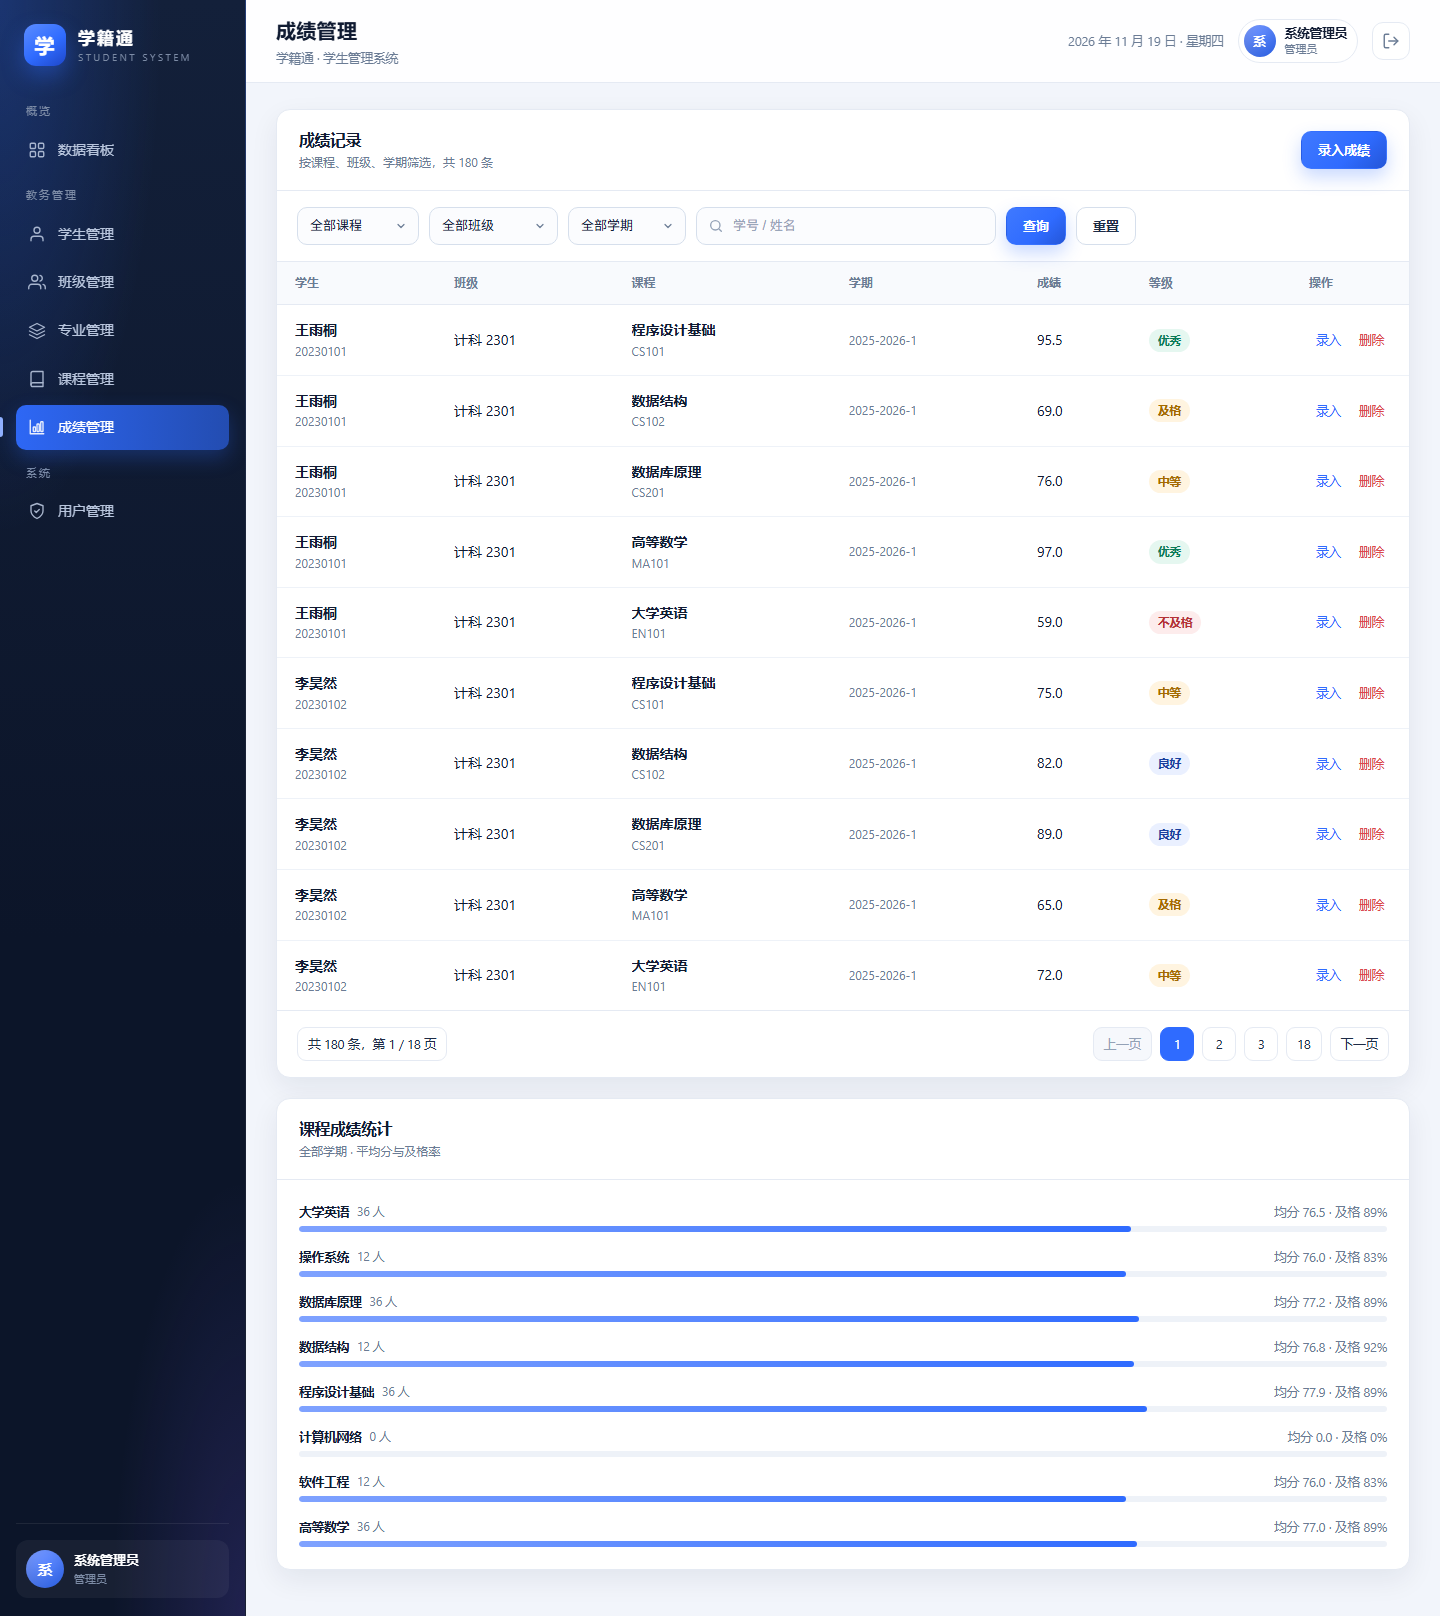 学
学籍通
STUDENT SYSTEM
概览
数据看板
教务管理
学生管理
班级管理
专业管理
课程管理
成绩管理
系统
用户管理
系
系统管理员
管理员
成绩管理
学籍通 · 学生管理系统
2026 年 11 月 19 日 · 星期四
系
系统管理员
管理员
成绩记录
按课程、班级、学期筛选，共 180 条
录入成绩
全部课程 全部班级 全部学期 学号 / 姓名 查询 重置
学生 班级 课程 学期 成绩 等级 操作
王雨桐 20230101 计科 2301 程序设计基础 CS101 2025-2026-1 95.5 优秀 录入 删除
王雨桐 20230101 计科 2301 数据结构 CS102 2025-2026-1 69.0 及格 录入 删除
王雨桐 20230101 计科 2301 数据库原理 CS201 2025-2026-1 76.0 中等 录入 删除
王雨桐 20230101 计科 2301 高等数学 MA101 2025-2026-1 97.0 优秀 录入 删除
王雨桐 20230101 计科 2301 大学英语 EN101 2025-2026-1 59.0 不及格 录入 删除
李昊然 20230102 计科 2301 程序设计基础 CS101 2025-2026-1 75.0 中等 录入 删除
李昊然 20230102 计科 2301 数据结构 CS102 2025-2026-1 82.0 良好 录入 删除
李昊然 20230102 计科 2301 数据库原理 CS201 2025-2026-1 89.0 良好 录入 删除
李昊然 20230102 计科 2301 高等数学 MA101 2025-2026-1 65.0 及格 录入 删除
李昊然 20230102 计科 2301 大学英语 EN101 2025-2026-1 72.0 中等 录入 删除
共 180 条，第 1 / 18 页 上一页 1 2 3 18 下一页
课程成绩统计
全部学期 · 平均分与及格率
大学英语 36 人 均分 76.5 · 及格 89%
操作系统 12 人 均分 76.0 · 及格 83%
数据库原理 36 人 均分 77.2 · 及格 89%
数据结构 12 人 均分 76.8 · 及格 92%
程序设计基础 36 人 均分 77.9 · 及格 89%
计算机网络 0 人 均分 0.0 · 及格 0%
软件工程 12 人 均分 76.0 · 及格 83%
高等数学 36 人 均分 77.0 · 及格 89%